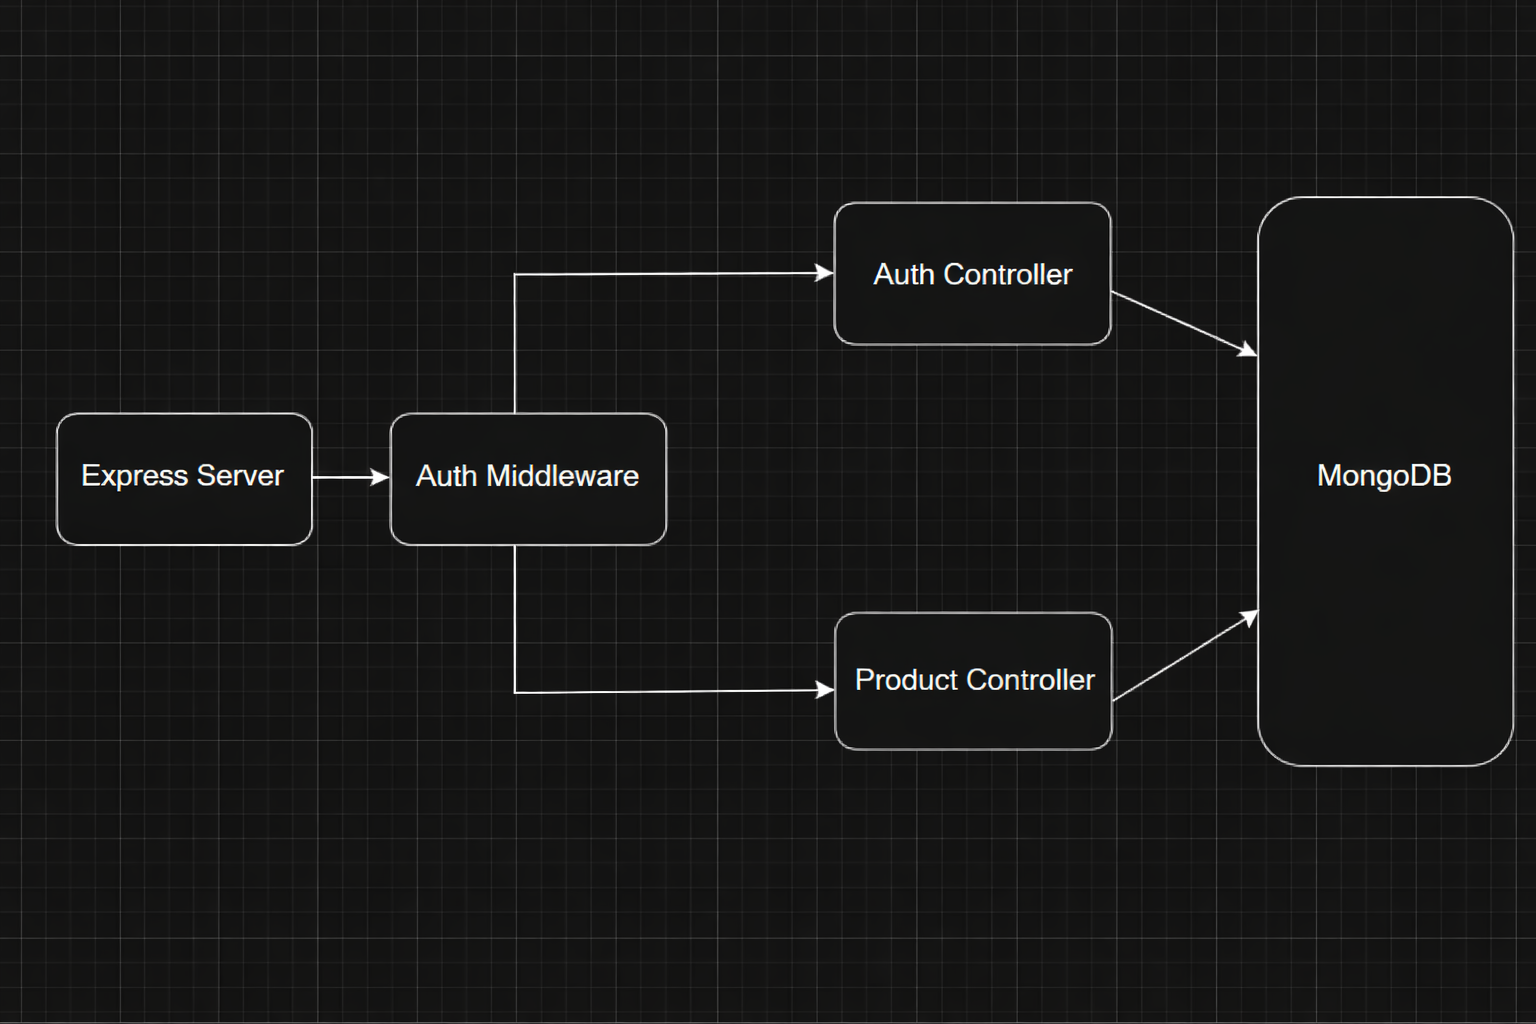 Auth Controller
Express Server
Auth Middleware
MongoDB
Product Controller